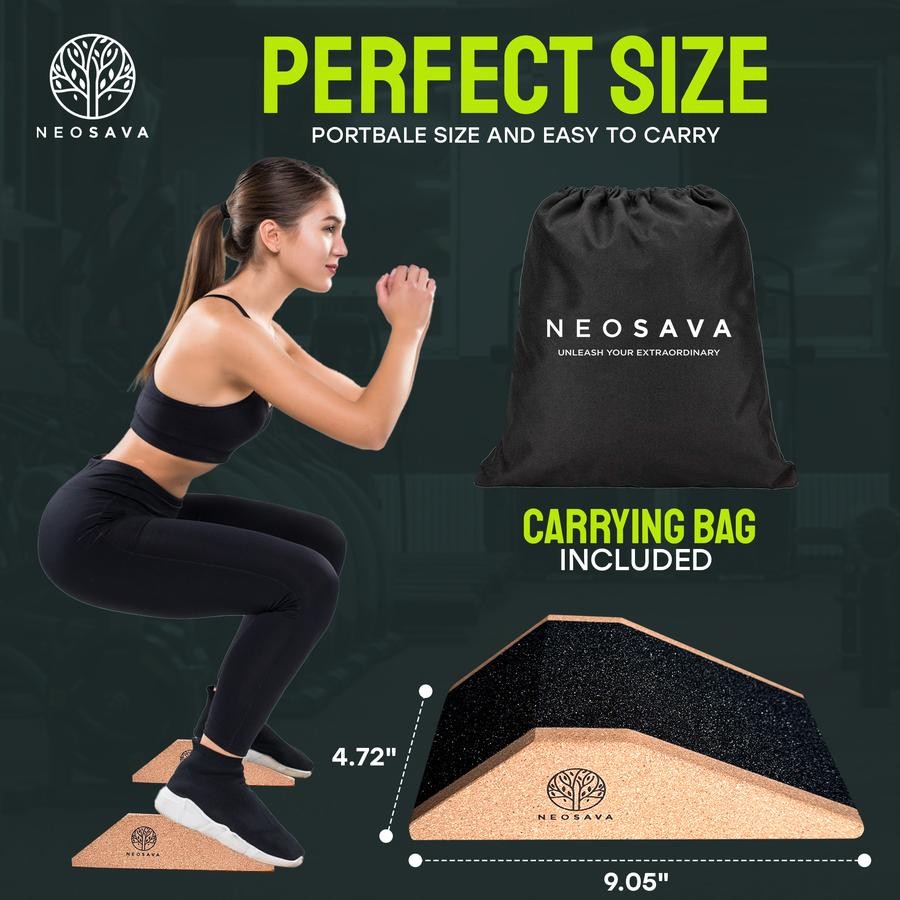 PERFECT SIZE
PORTBALE SIZE AND EASY TO CARRY
NEOSAVA
NEOSAVA
UNLEASH YOUR EXTRAORDINARY
CARRYING BAG
INCLUDED
4.72"
NEOSAVA
NEOSAVA
9.05"